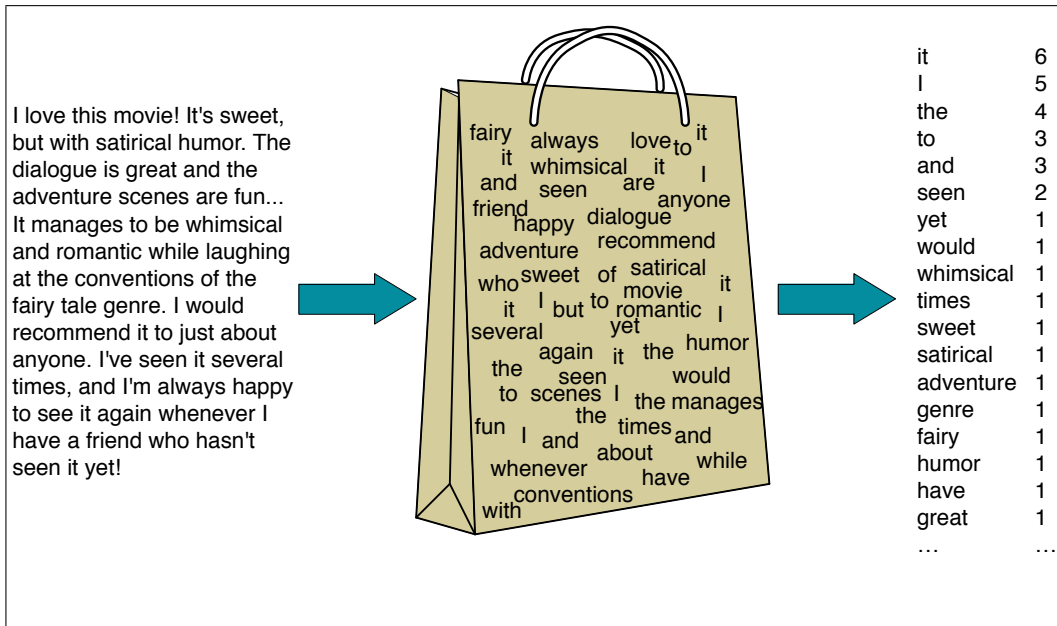 I love this movie! It's sweet,
but with satirical humor. The
dialogue is great and the
adventure scenes are fun...
It manages to be whimsical
and romantic while laughing
at the conventions of the
fairy tale genre. I would
recommend it to just about
anyone. I've seen it several
times, and I'm always happy
to see it again whenever I
have a friend who hasn't
seen it yet!
fairy always love to it
it whimsical it I
and seen are anyone
friend happy dialogue
adventure recommend
who sweet of satirical it
it I but to movie romantic I
several yet
again it the humor
the seen would
to scenes I the manages
fun the times and
I and about
whenever have while
conventions
with
it 6
I 5
the 4
to 3
and 3
seen 2
yet 1
would 1
whimsical 1
times 1
sweet 1
satirical 1
adventure 1
genre 1
fairy 1
humor 1
have 1
great 1
… …